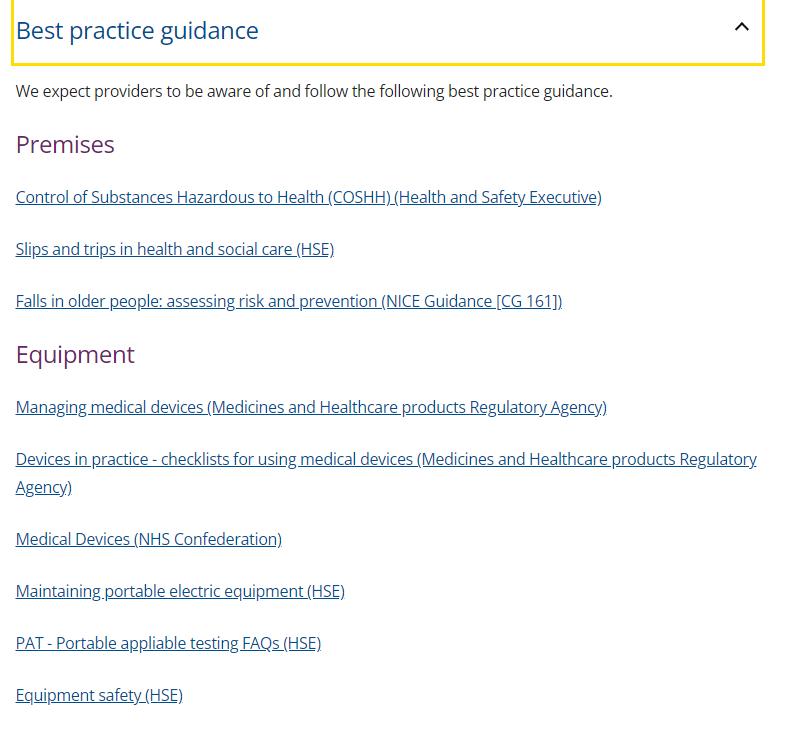 Best practice guidance
We expect providers to be aware of and follow the following best practice guidance.
Premises
Control of Substances Hazardous to Health (COSHH) (Health and Safety Executive)
Slips and trips in health and social care (HSE)
Falls in older people: assessing risk and prevention (NICE Guidance [CG 161])
Equipment
Managing medical devices (Medicines and Healthcare products Regulatory Agency)
Devices in practice - checklists for using medical devices (Medicines and Healthcare products Regulatory
Agency)
Medical Devices (NHS Confederation)
Maintaining portable electric equipment (HSE)
PAT - Portable appliable testing FAQs (HSE)
Equipment safety (HSE)